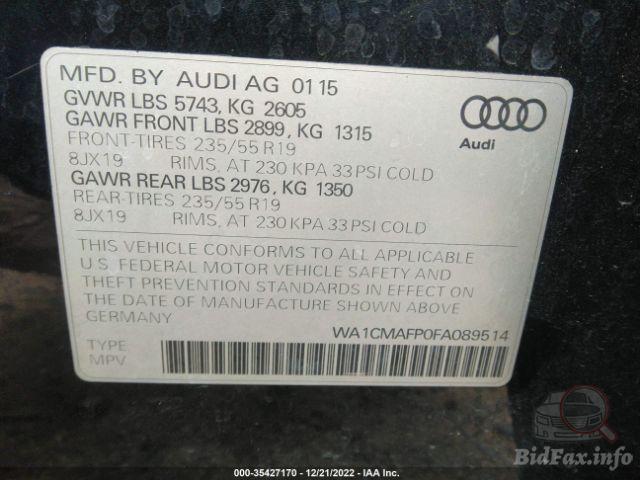 MFD. BY AUDI AG 01 15
GVWR LBS 5743, KG 2605
GAWR FRONT LBS 2899, KG 1315
FRONT-TIRES 235/55 R19
8JX19 RIMS, AT 230 KPA 33 PSI COLD
GAWR REAR LBS 2976, KG 1350
REAR-TIRES 235/55 R19
8JX19 RIMS, AT 230 KPA 33 PSI COLD
Audi
THIS VEHICLE CONFORMS TO ALL APPLICABLE
U.S. FEDERAL MOTOR VEHICLE SAFETY AND
THEFT PREVENTION STANDARDS IN EFFECT ON
THE DATE OF MANUFACTURE SHOWN ABOVE
GERMANY
WA1CMAFP0FA089514
TYPE
MPV
BidFax.info
000-35427170 - 12/21/2022 - IAA Inc.